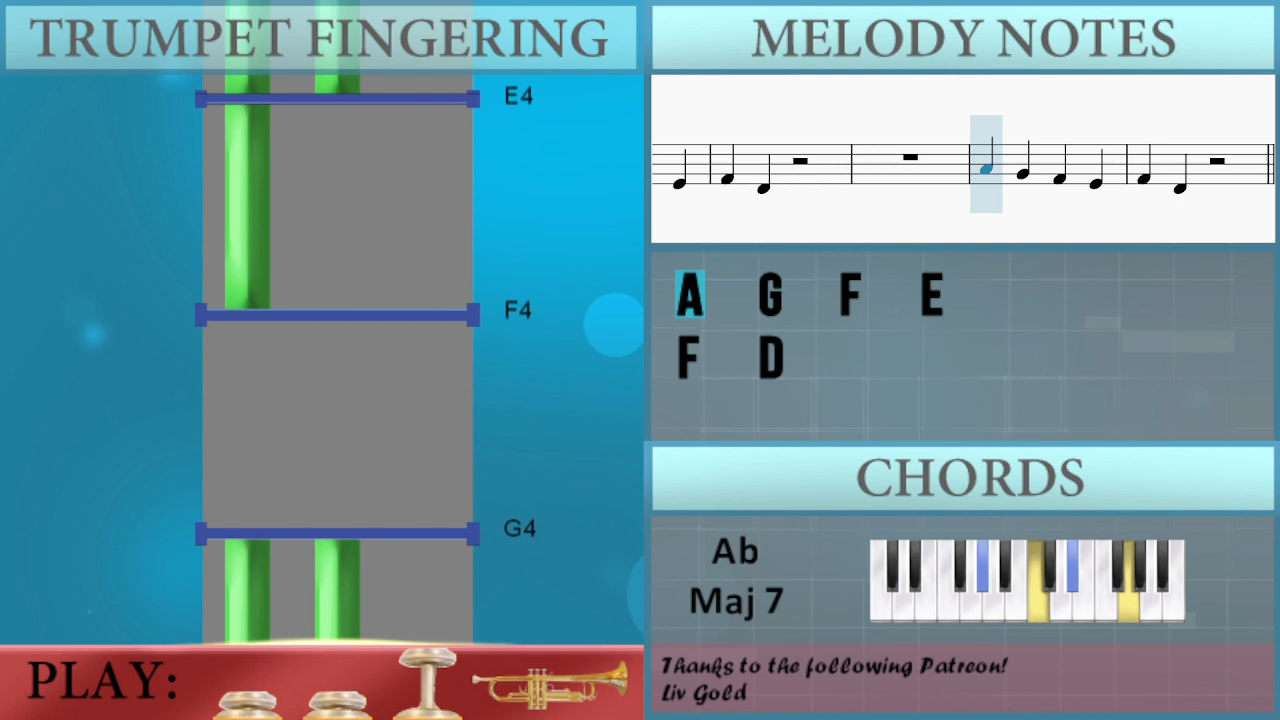 TRUMPET FINGERING
E4
F4
G4
PLAY:
MELODY NOTES
A G F E
F D
CHORDS
Ab
Maj 7
Thanks to the following Patreon!
Liv Gold